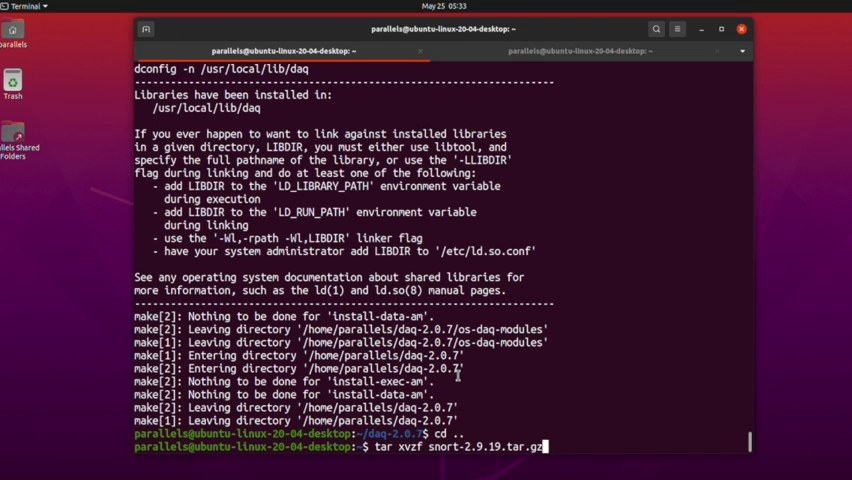 Terminal
May 25 05:33
parallels@ubuntu-linux-20-04-desktop: ~
parallels@ubuntu-linux-20-04-desktop: ~
parallels@ubuntu-linux-20-04-desktop: ~
parallels
Trash
llels Shared
Folders
dconfig -n /usr/local/lib/daq
----------------------------------------------------------------------
Libraries have been installed in:
/usr/local/lib/daq
If you ever happen to want to link against installed libraries
in a given directory, LIBDIR, you must either use libtool, and
specify the full pathname of the library, or use the '-LLIBDIR'
flag during linking and do at least one of the following:
- add LIBDIR to the 'LD_LIBRARY_PATH' environment variable
during execution
- add LIBDIR to the 'LD_RUN_PATH' environment variable
during linking
- use the '-Wl,-rpath -Wl,LIBDIR' linker flag
- have your system administrator add LIBDIR to '/etc/ld.so.conf'
See any operating system documentation about shared libraries for
more information, such as the ld(1) and ld.so(8) manual pages.
----------------------------------------------------------------------
make[2]: Nothing to be done for 'install-data-am'.
make[2]: Leaving directory '/home/parallels/daq-2.0.7/os-daq-modules'
make[1]: Leaving directory '/home/parallels/daq-2.0.7/os-daq-modules'
make[1]: Entering directory '/home/parallels/daq-2.0.7'
make[2]: Entering directory '/home/parallels/daq-2.0.7'
make[2]: Nothing to be done for 'install-exec-am'.
make[2]: Nothing to be done for 'install-data-am'.
make[2]: Leaving directory '/home/parallels/daq-2.0.7'
make[1]: Leaving directory '/home/parallels/daq-2.0.7'
parallels@ubuntu-linux-20-04-desktop:~/daq-2.0.7$ cd ..
parallels@ubuntu-linux-20-04-desktop:~$ tar xvzf snort-2.9.19.tar.gz